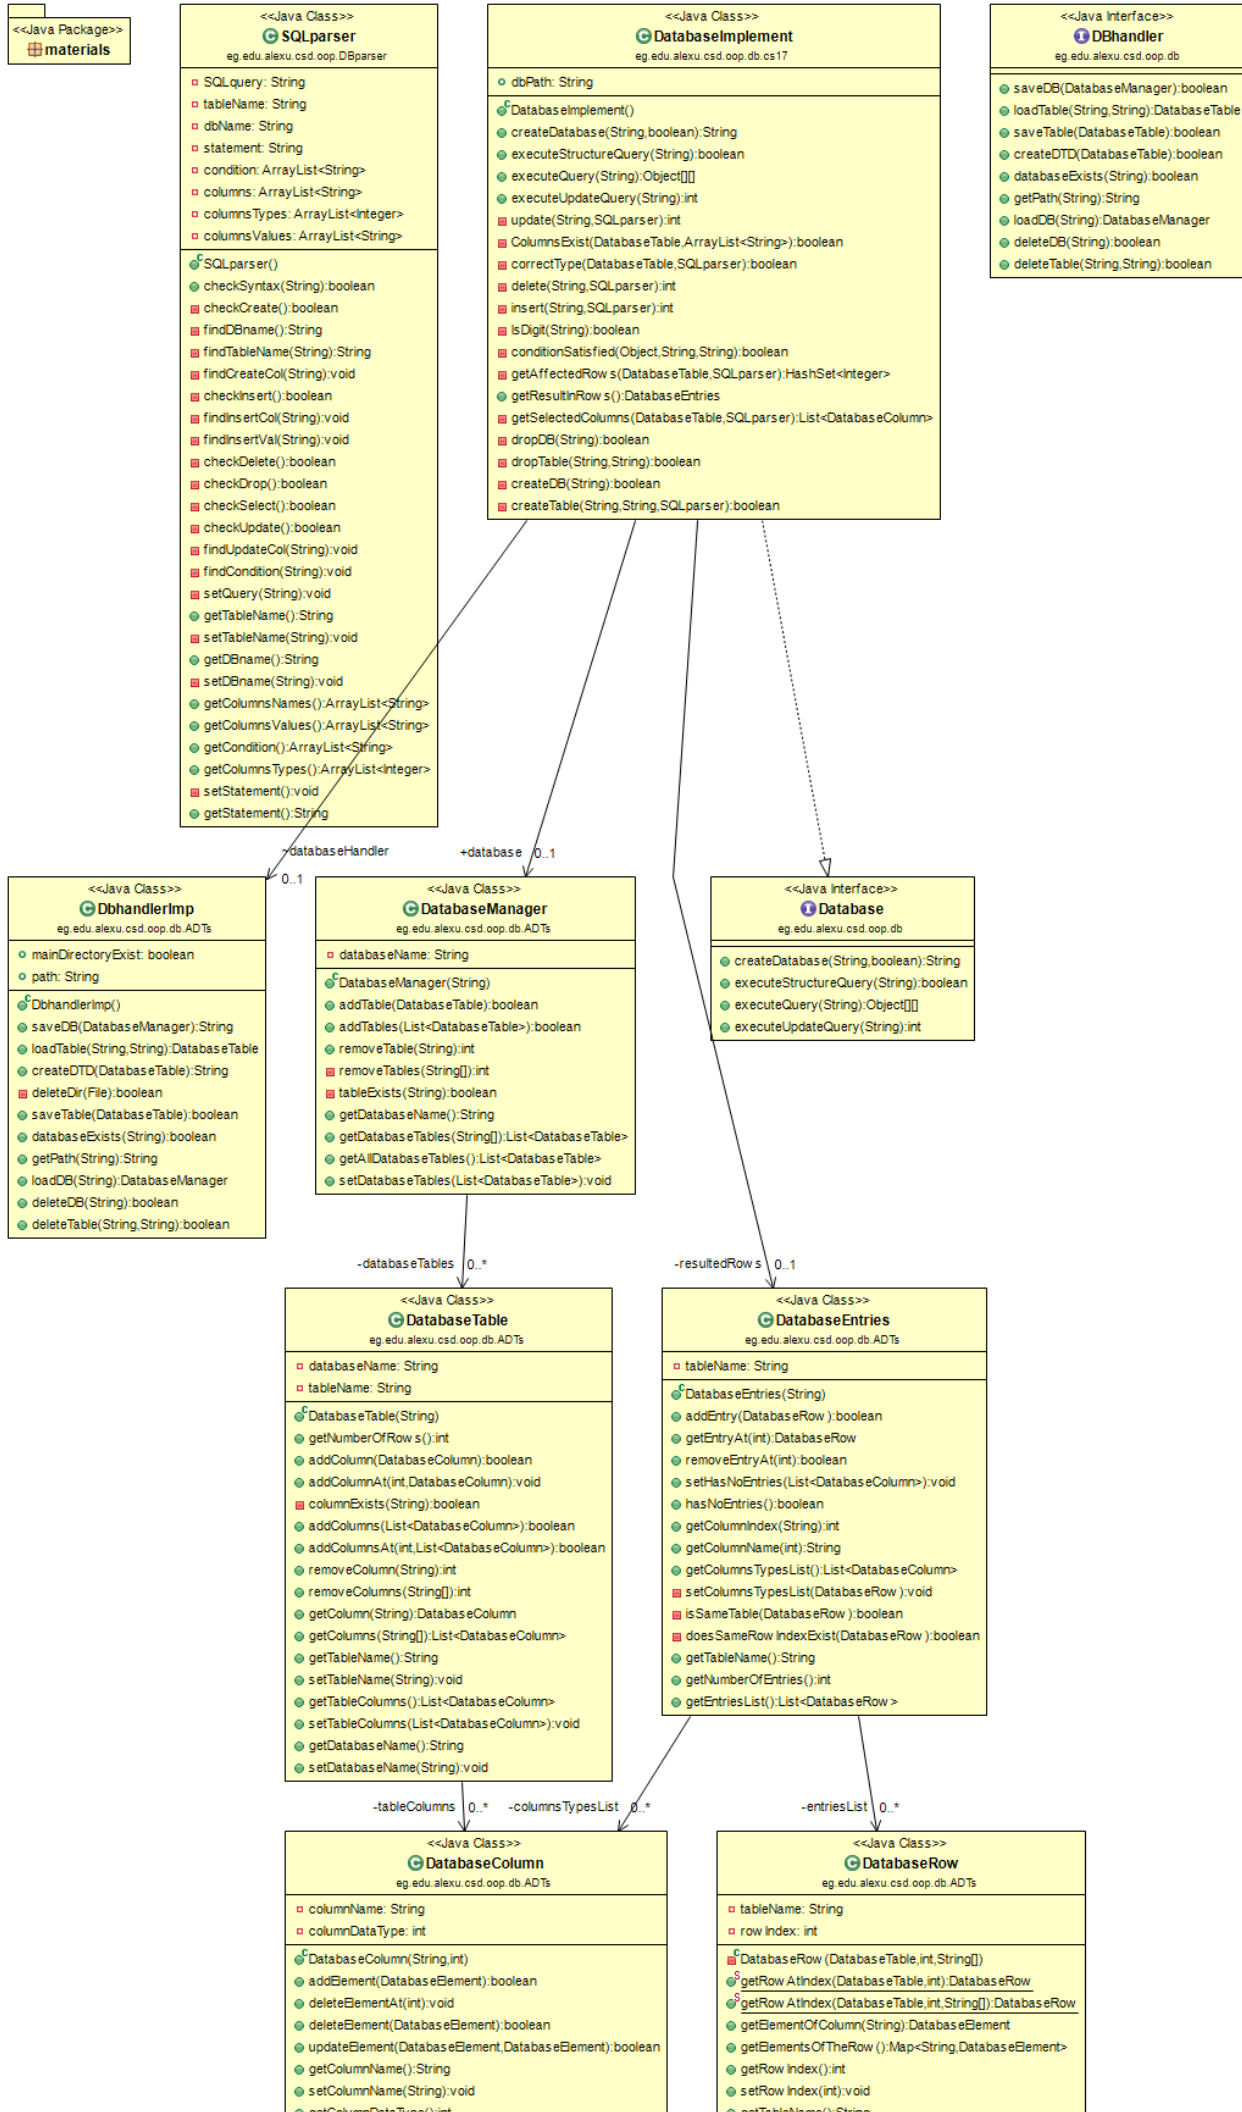 <<Java Package>>
materials
<<Java Class>>
SQLparser
eg.edu.alexu.csd.oop.DBparser
SQLquery: String
tableName: String
dbName: String
statement: String
condition: ArrayList<String>
columns: ArrayList<String>
columnsTypes: ArrayList<Integer>
columnsValues: ArrayList<String>
SQLparser()
checkSyntax(String):boolean
checkCreate():boolean
findDBname():String
findTableName(String):String
findCreateCol(String):void
checkInsert():boolean
findInsertCol(String):void
findInsertVal(String):void
checkDelete():boolean
checkDrop():boolean
checkSelect():boolean
checkUpdate():boolean
findUpdateCol(String):void
findCondition(String):void
setQuery(String):void
getTableName():String
setTableName(String):void
getDBname():String
setDBname(String):void
getColumnsNames():ArrayList<String>
getColumnsValues():ArrayList<String>
getCondition():ArrayList<String>
getColumnsTypes():ArrayList<Integer>
setStatement():void
getStatement():String
<<Java Class>>
DatabaseImplement
eg.edu.alexu.csd.oop.db.cs17
dbPath: String
DatabaseImplement()
createDatabase(String,boolean):String
executeStructureQuery(String):boolean
executeQuery(String):Object[][]
executeUpdateQuery(String):int
update(String,SQLparser):int
ColumnsExist(DatabaseTable,ArrayList<String>):boolean
correctType(DatabaseTable,SQLparser):boolean
delete(String,SQLparser):int
insert(String,SQLparser):int
IsDigit(String):boolean
conditionSatisfied(Object,String,String):boolean
getAffectedRows(DatabaseTable,SQLparser):HashSet<Integer>
getResultInRows():DatabaseEntries
getSelectedColumns(DatabaseTable,SQLparser):List<DatabaseColumn>
dropDB(String):boolean
dropTable(String,String):boolean
createDB(String):boolean
createTable(String,String,SQLparser):boolean
<<Java Interface>>
DBhandler
eg.edu.alexu.csd.oop.db
saveDB(DatabaseManager):boolean
loadTable(String,String):DatabaseTable
saveTable(DatabaseTable):boolean
createDTD(DatabaseTable):boolean
databaseExists(String):boolean
getPath(String):String
loadDB(String):DatabaseManager
deleteDB(String):boolean
deleteTable(String,String):boolean
~databaseHandler
0..1
+database 0..1
<<Java Class>>
DbhandlerImp
eg.edu.alexu.csd.oop.db.ADTs
mainDirectoryExist: boolean
path: String
DbhandlerImp()
saveDB(DatabaseManager):String
loadTable(String,String):DatabaseTable
createDTD(DatabaseTable):String
deleteDir(File):boolean
saveTable(DatabaseTable):boolean
databaseExists(String):boolean
getPath(String):String
loadDB(String):DatabaseManager
deleteDB(String):boolean
deleteTable(String,String):boolean
<<Java Class>>
DatabaseManager
eg.edu.alexu.csd.oop.db.ADTs
databaseName: String
DatabaseManager(String)
addTable(DatabaseTable):boolean
addTables(List<DatabaseTable>):boolean
removeTable(String):int
removeTables(String[]):int
tableExists(String):boolean
getDatabaseName():String
getDatabaseTables(String[]):List<DatabaseTable>
getAllDatabaseTables():List<DatabaseTable>
setDatabaseTables(List<DatabaseTable>):void
<<Java Interface>>
Database
eg.edu.alexu.csd.oop.db
createDatabase(String,boolean):String
executeStructureQuery(String):boolean
executeQuery(String):Object[][]
executeUpdateQuery(String):int
-databaseTables 0..*
-resultedRows 0..1
<<Java Class>>
DatabaseTable
eg.edu.alexu.csd.oop.db.ADTs
databaseName: String
tableName: String
DatabaseTable(String)
getNumberOfRows():int
addColumn(DatabaseColumn):boolean
addColumnAt(int,DatabaseColumn):void
columnExists(String):boolean
addColumns(List<DatabaseColumn>):boolean
addColumnsAt(int,List<DatabaseColumn>):boolean
removeColumn(String):int
removeColumns(String[]):int
getColumn(String):DatabaseColumn
getColumns(String[]):List<DatabaseColumn>
getTableName():String
setTableName(String):void
getTableColumns():List<DatabaseColumn>
setTableColumns(List<DatabaseColumn>):void
getDatabaseName():String
setDatabaseName(String):void
<<Java Class>>
DatabaseEntries
eg.edu.alexu.csd.oop.db.ADTs
tableName: String
DatabaseEntries(String)
addEntry(DatabaseRow):boolean
getEntryAt(int):DatabaseRow
removeEntryAt(int):boolean
setHasNoEntries(List<DatabaseColumn>):void
hasNoEntries():boolean
getColumnIndex(String):int
getColumnName(int):String
getColumnsTypesList():List<DatabaseColumn>
setColumnsTypesList(DatabaseRow):void
isSameTable(DatabaseRow):boolean
doesSameRowIndexExist(DatabaseRow):boolean
getTableName():String
getNumberOfEntries():int
getEntriesList():List<DatabaseRow>
-tableColumns 0..*
-columnsTypesList 0..*
-entriesList 0..*
<<Java Class>>
DatabaseColumn
eg.edu.alexu.csd.oop.db.ADTs
columnName: String
columnDataType: int
DatabaseColumn(String,int)
addElement(DatabaseElement):boolean
deleteElementAt(int):void
deleteElement(DatabaseElement):boolean
updateElement(DatabaseElement,DatabaseElement):boolean
getColumnName():String
setColumnName(String):void
getColumnDataType():int
<<Java Class>>
DatabaseRow
eg.edu.alexu.csd.oop.db.ADTs
tableName: String
rowIndex: int
DatabaseRow(DatabaseTable,int,String[])
getRowAtIndex(DatabaseTable,int):DatabaseRow
getRowAtIndex(DatabaseTable,int,String[]):DatabaseRow
getElementOfColumn(String):DatabaseElement
getElementsOfTheRow():Map<String,DatabaseElement>
getRowIndex():int
setRowIndex(int):void
getTableName():String